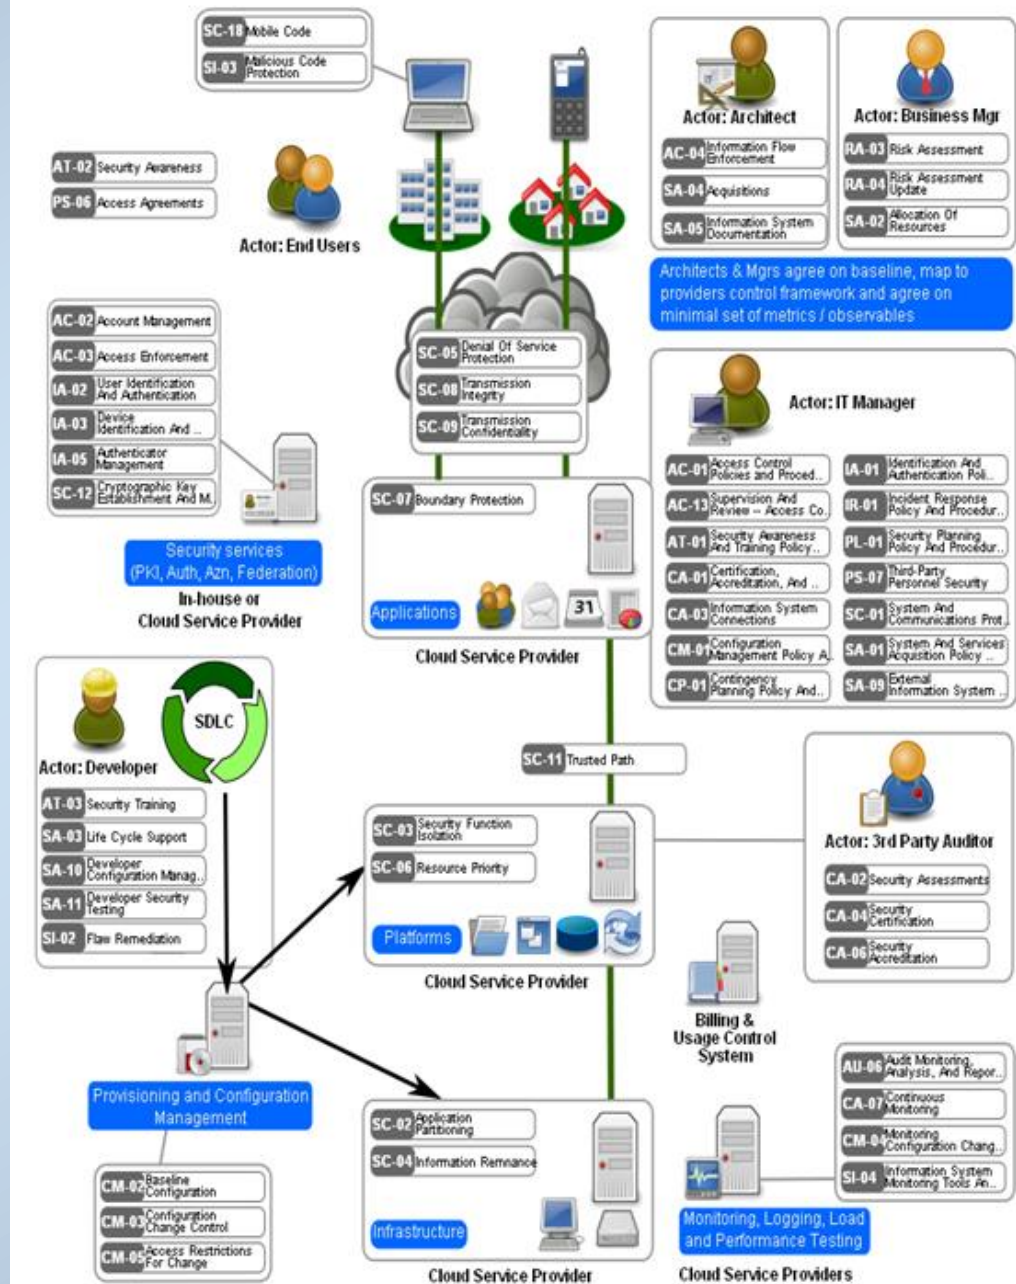 SC-18 Mobile Code
SI-03 Malicious Code
Protection
AT-02 Security Awareness
PS-06 Access Agreements
Actor: End Users
Actor: Architect
AC-04 Information Flow
Enforcement
SA-04 Acquisitions
SA-05 Information System
Documentation
Actor: Business Mgr
RA-03 Risk Assessment
RA-04 Risk Assessment
Update
SA-02 Allocation Of
Resources
Architects & Mgrs agree on baseline, map to
providers control framework and agree on
minimal set of metrics / observables
AC-02 Account Management
AC-03 Access Enforcement
IA-02 User Identification
And Authentication
IA-03 Device
Identification And ...
IA-05 Authenticator
Management
SC-12 Cryptographic Key
Establishment And M..
Security services
(PKI, Auth, Azn, Federation)
In-house or
Cloud Service Provider
SC-05 Denial Of Service
Protection
SC-08 Transmission
Integrity
SC-09 Transmission
Confidentiality
SC-07 Boundary Protection
31
Applications
Cloud Service Provider
Actor: IT Manager
AC-01 Access Control
Policies and Proced..
AC-13 Supervision And
Review -- Access Co..
AT-01 Security Awareness
And Training Policy..
CA-01 Certification,
Accreditation, And ..
CA-03 Information System
Connections
CM-01 Configuration
Management Policy A..
CP-01 Contingency
Planning Policy And..
IA-01 Identification And
Authentication Poli..
IR-01 Incident Response
Policy And Procedur..
PL-01 Security Planning
Policy And Procedur..
PS-07 Third-Party
Personnel Security
SC-01 System And
Communications Prot..
SA-01 System And Services
Acquisition Policy ..
SA-09 External
Information System ..
Actor: Developer
SDLC
AT-03 Security Training
SA-03 Life Cycle Support
SA-10 Developer
Configuration Manag..
SA-11 Developer Security
Testing
SI-02 Flaw Remediation
SC-11 Trusted Path
SC-03 Security Function
Isolation
SC-06 Resource Priority
Platforms
Cloud Service Provider
Actor: 3rd Party Auditor
CA-02 Security Assessments
CA-04 Security
Certification
CA-06 Security
Accreditation
Billing &
Usage Control
System
Provisioning and Configuration
Management
CM-02 Baseline
Configuration
CM-03 Configuration
Change Control
CM-05 Access Restrictions
For Change
SC-02 Application
Partitioning
SC-04 Information Remnance
Infrastructure
Cloud Service Provider
AU-06 Audit Monitoring,
Analysis, And Repor..
CA-07 Continuous
Monitoring
CM-04 Monitoring
Configuration Chang..
SI-04 Information System
Monitoring Tools An..
Monitoring, Logging, Load
and Performance Testing
Cloud Service Providers